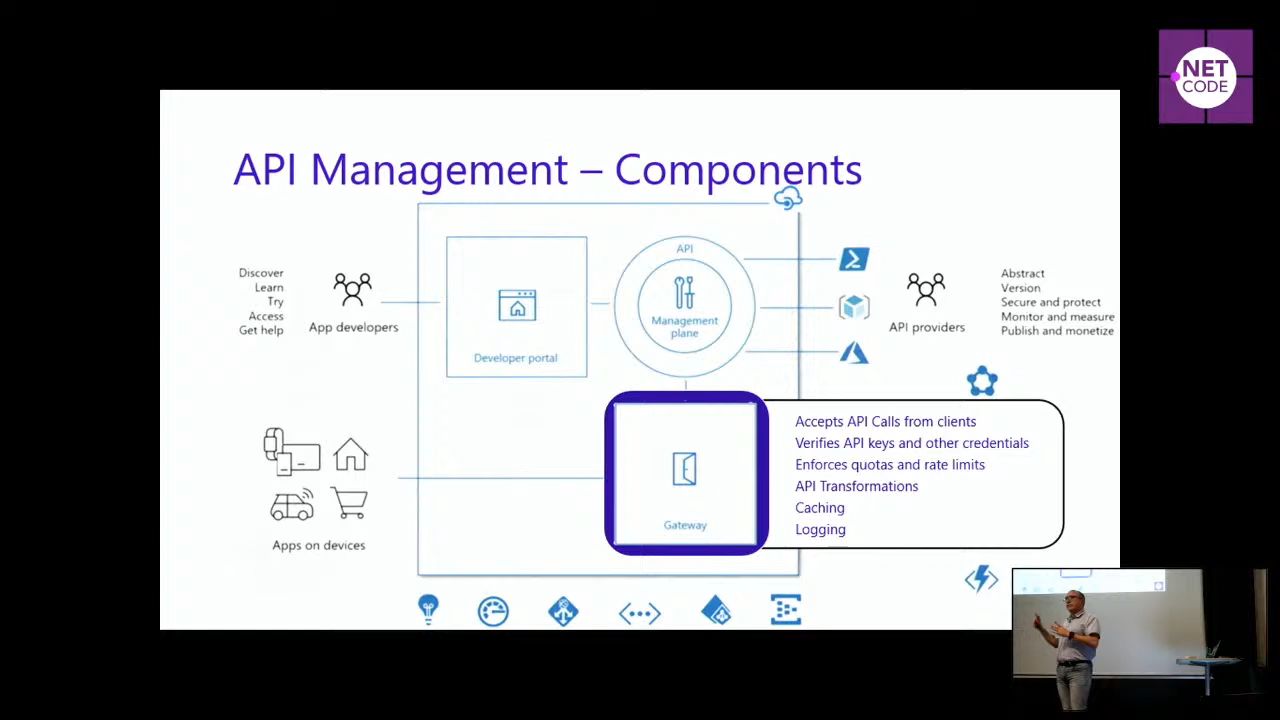 NET
CODE
API Management – Components
Discover
Learn
Try
Access
Get help
App developers
Developer portal
API
Management
plane
API providers
Abstract
Version
Secure and protect
Monitor and measure
Publish and monetize
Apps on devices
Gateway
Accepts API Calls from clients
Verifies API keys and other credentials
Enforces quotas and rate limits
API Transformations
Caching
Logging